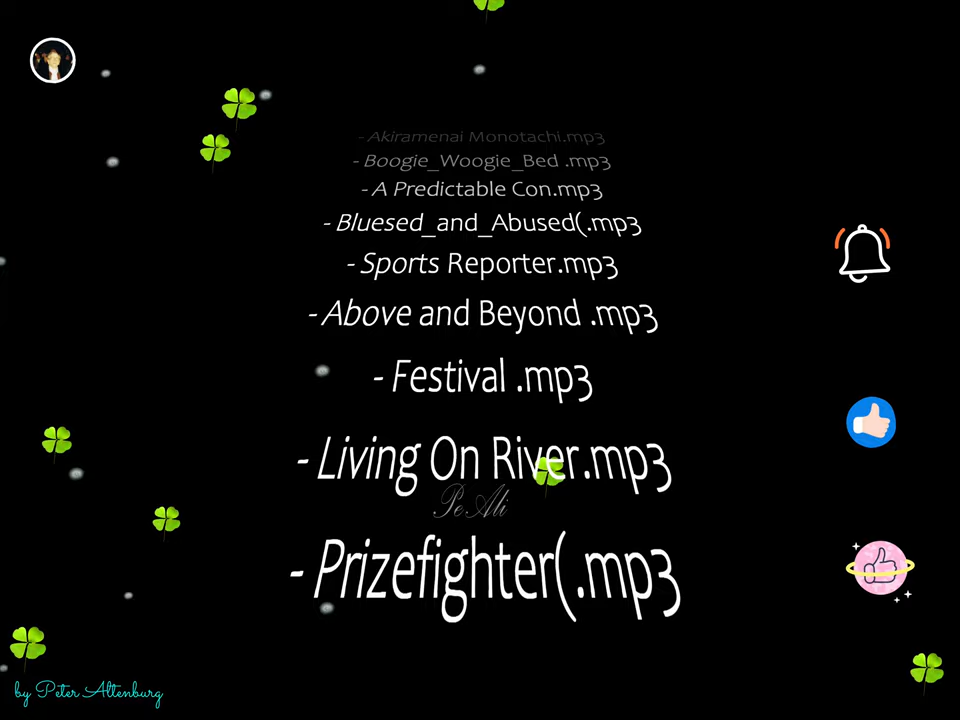 - Akiramenai Monotachi.mp3
- Boogie_Woogie_Bed .mp3
- A Predictable Con.mp3
- Bluesed_and_Abused(.mp3
- Sports Reporter.mp3
- Above and Beyond .mp3
- Festival .mp3
- Living On River.mp3
PeAli
- Prizefighter(.mp3
by Peter Altenburg